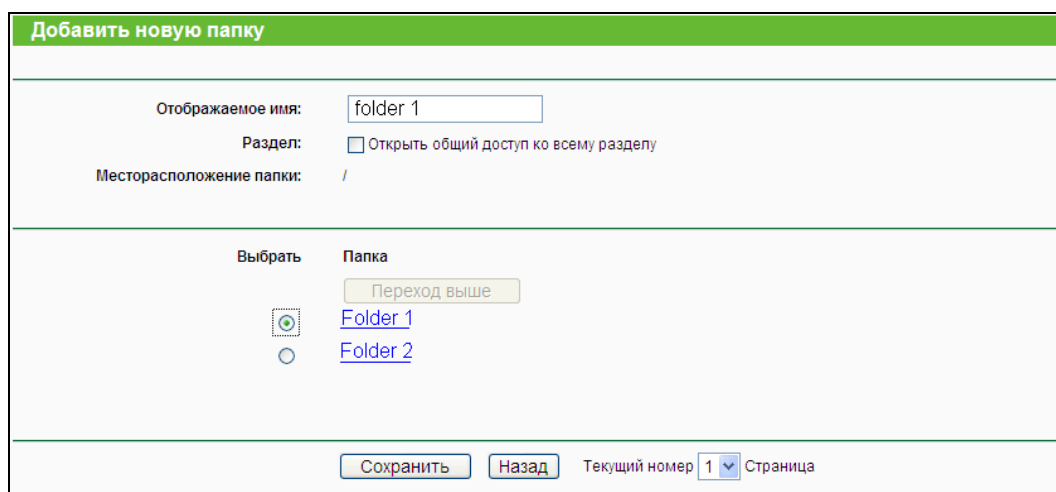 Добавить новую папку
Отображаемое имя: folder 1
Раздел: Открыть общий доступ ко всему разделу
Месторасположение папки: /
Выбрать Папка
Переход выше
Folder 1
Folder 2
Сохранить Назад Текущий номер 1 Страница